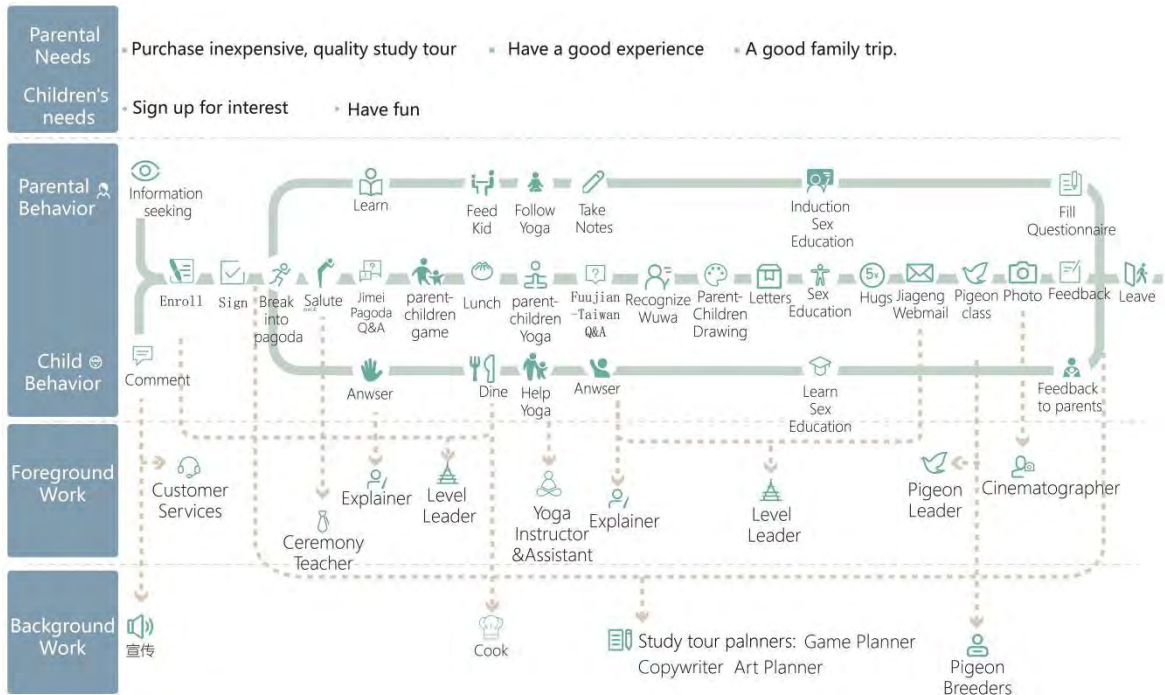 Parental
Needs
Purchase inexpensive, quality study tour
Have a good experience
A good family trip.
Children's
needs
Sign up for interest
Have fun
Parental
Behavior
Information
seeking
Learn
Feed
Kid
Follow
Yoga
Take
Notes
Induction
Sex
Education
Fill
Questionnaire
Enroll
Sign
Break
into
pagoda
Salute
Jimei
Pagoda
Q&A
parent-
children
game
Lunch
parent-
children
Yoga
Fuujian
-Taiwan
Q&A
Recognize
Wuwa
Parent-
Children
Drawing
Letters
Sex
Education
Hugs
Jiageng
Webmail
Pigeon
class
Photo
Feedback
Leave
Child
Behavior
Comment
Anwser
Dine
Help
Yoga
Anwser
Learn
Sex
Education
Feedback
to parents
Foreground
Work
Customer
Services
Ceremony
Teacher
Explainer
Level
Leader
Yoga
Instructor
&Assistant
Explainer
Level
Leader
Pigeon
Leader
Cinematographer
Background
Work
宣传
Cook
Study tour palnners: Game Planner
Copywriter Art Planner
Pigeon
Breeders